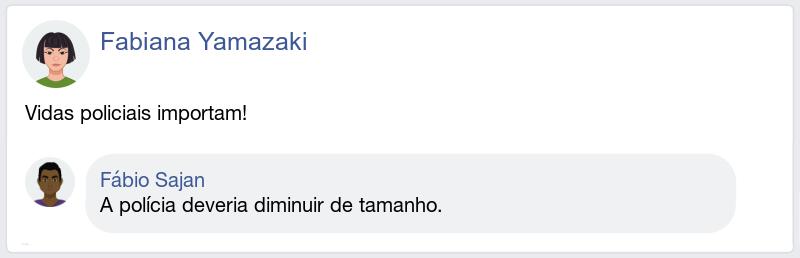 Fabiana Yamazaki
Vidas policiais importam!
Fábio Sajan
A polícia deveria diminuir de tamanho.